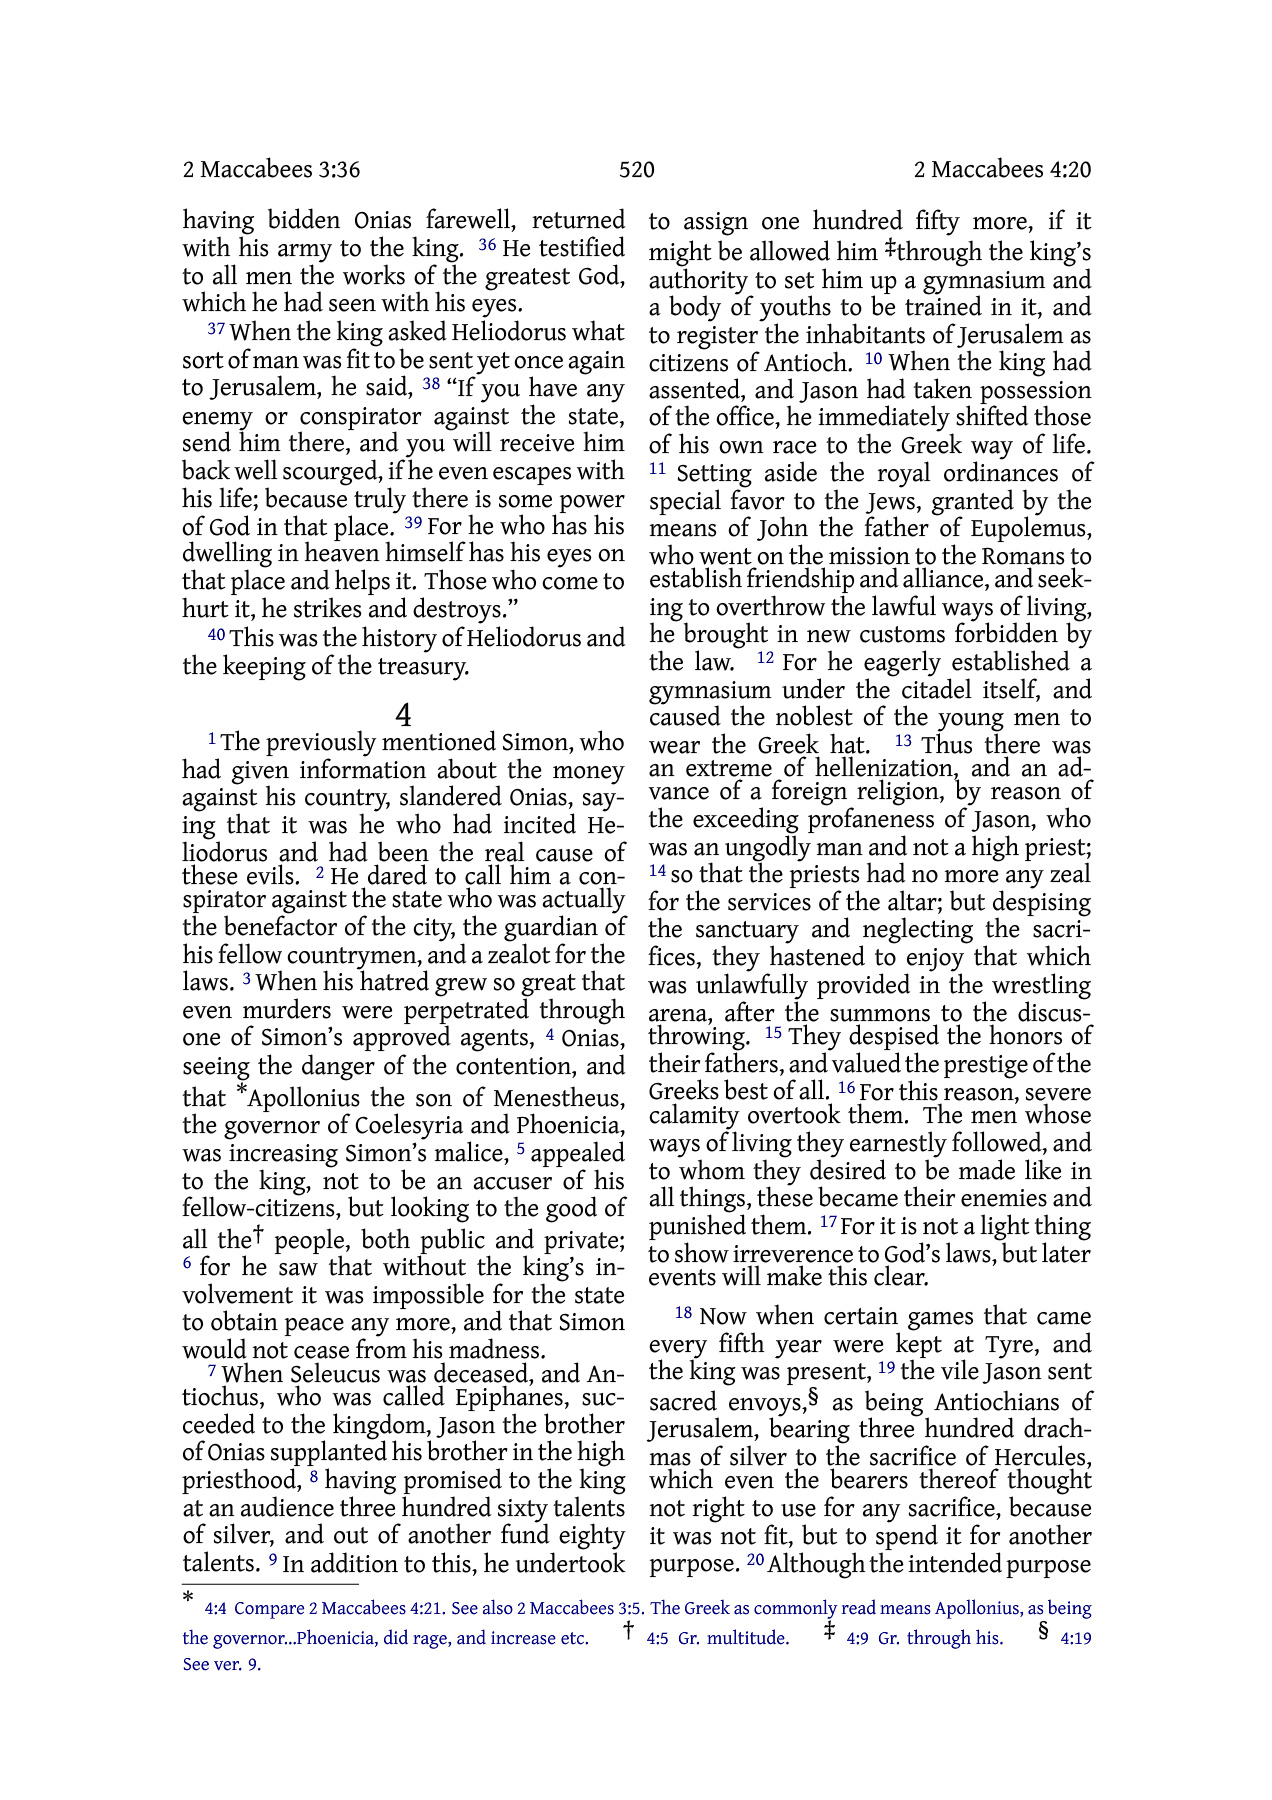 2 Maccabees 3:36 520 2 Maccabees 4:20
having bidden Onias farewell, returned
with his army to the king. 36 He testified
to all men the works of the greatest God,
which he had seen with his eyes.
37 When the king asked Heliodorus what
sort of man was fit to be sent yet once again
to Jerusalem, he said, 38 “If you have any
enemy or conspirator against the state,
send him there, and you will receive him
back well scourged, if he even escapes with
his life; because truly there is some power
of God in that place. 39 For he who has his
dwelling in heaven himself has his eyes on
that place and helps it. Those who come to
hurt it, he strikes and destroys.”
40 This was the history of Heliodorus and
the keeping of the treasury.
4
1 The previously mentioned Simon, who
had given information about the money
against his country, slandered Onias, say-
ing that it was he who had incited He-
liodorus and had been the real cause of
these evils. 2 He dared to call him a con-
spirator against the state who was actually
the benefactor of the city, the guardian of
his fellow countrymen, and a zealot for the
laws. 3 When his hatred grew so great that
even murders were perpetrated through
one of Simon’s approved agents, 4 Onias,
seeing the danger of the contention, and
that *Apollonius the son of Menestheus,
the governor of Coelesyria and Phoenicia,
was increasing Simon’s malice, 5 appealed
to the king, not to be an accuser of his
fellow-citizens, but looking to the good of
all the† people, both public and private;
6 for he saw that without the king’s in-
volvement it was impossible for the state
to obtain peace any more, and that Simon
would not cease from his madness.
7 When Seleucus was deceased, and An-
tiochus, who was called Epiphanes, suc-
ceeded to the kingdom, Jason the brother
of Onias supplanted his brother in the high
priesthood, 8 having promised to the king
at an audience three hundred sixty talents
of silver, and out of another fund eighty
talents. 9 In addition to this, he undertook
to assign one hundred fifty more, if it
might be allowed him ‡through the king’s
authority to set him up a gymnasium and
a body of youths to be trained in it, and
to register the inhabitants of Jerusalem as
citizens of Antioch. 10 When the king had
assented, and Jason had taken possession
of the office, he immediately shifted those
of his own race to the Greek way of life.
11 Setting aside the royal ordinances of
special favor to the Jews, granted by the
means of John the father of Eupolemus,
who went on the mission to the Romans to
establish friendship and alliance, and seek-
ing to overthrow the lawful ways of living,
he brought in new customs forbidden by
the law. 12 For he eagerly established a
gymnasium under the citadel itself, and
caused the noblest of the young men to
wear the Greek hat. 13 Thus there was
an extreme of hellenization, and an ad-
vance of a foreign religion, by reason of
the exceeding profaneness of Jason, who
was an ungodly man and not a high priest;
14 so that the priests had no more any zeal
for the services of the altar; but despising
the sanctuary and neglecting the sacri-
fices, they hastened to enjoy that which
was unlawfully provided in the wrestling
arena, after the summons to the discus-
throwing. 15 They despised the honors of
their fathers, and valued the prestige of the
Greeks best of all. 16 For this reason, severe
calamity overtook them. The men whose
ways of living they earnestly followed, and
to whom they desired to be made like in
all things, these became their enemies and
punished them. 17 For it is not a light thing
to show irreverence to God’s laws, but later
events will make this clear.
18 Now when certain games that came
every fifth year were kept at Tyre, and
the king was present, 19 the vile Jason sent
sacred envoys,§ as being Antiochians of
Jerusalem, bearing three hundred drach-
mas of silver to the sacrifice of Hercules,
which even the bearers thereof thought
not right to use for any sacrifice, because
it was not fit, but to spend it for another
purpose. 20 Although the intended purpose
* 4:4 Compare 2 Maccabees 4:21. See also 2 Maccabees 3:5. The Greek as commonly read means Apollonius, as being
the governor...Phoenicia, did rage, and increase etc. † 4:5 Gr. multitude. ‡ 4:9 Gr. through his. § 4:19
See ver. 9.